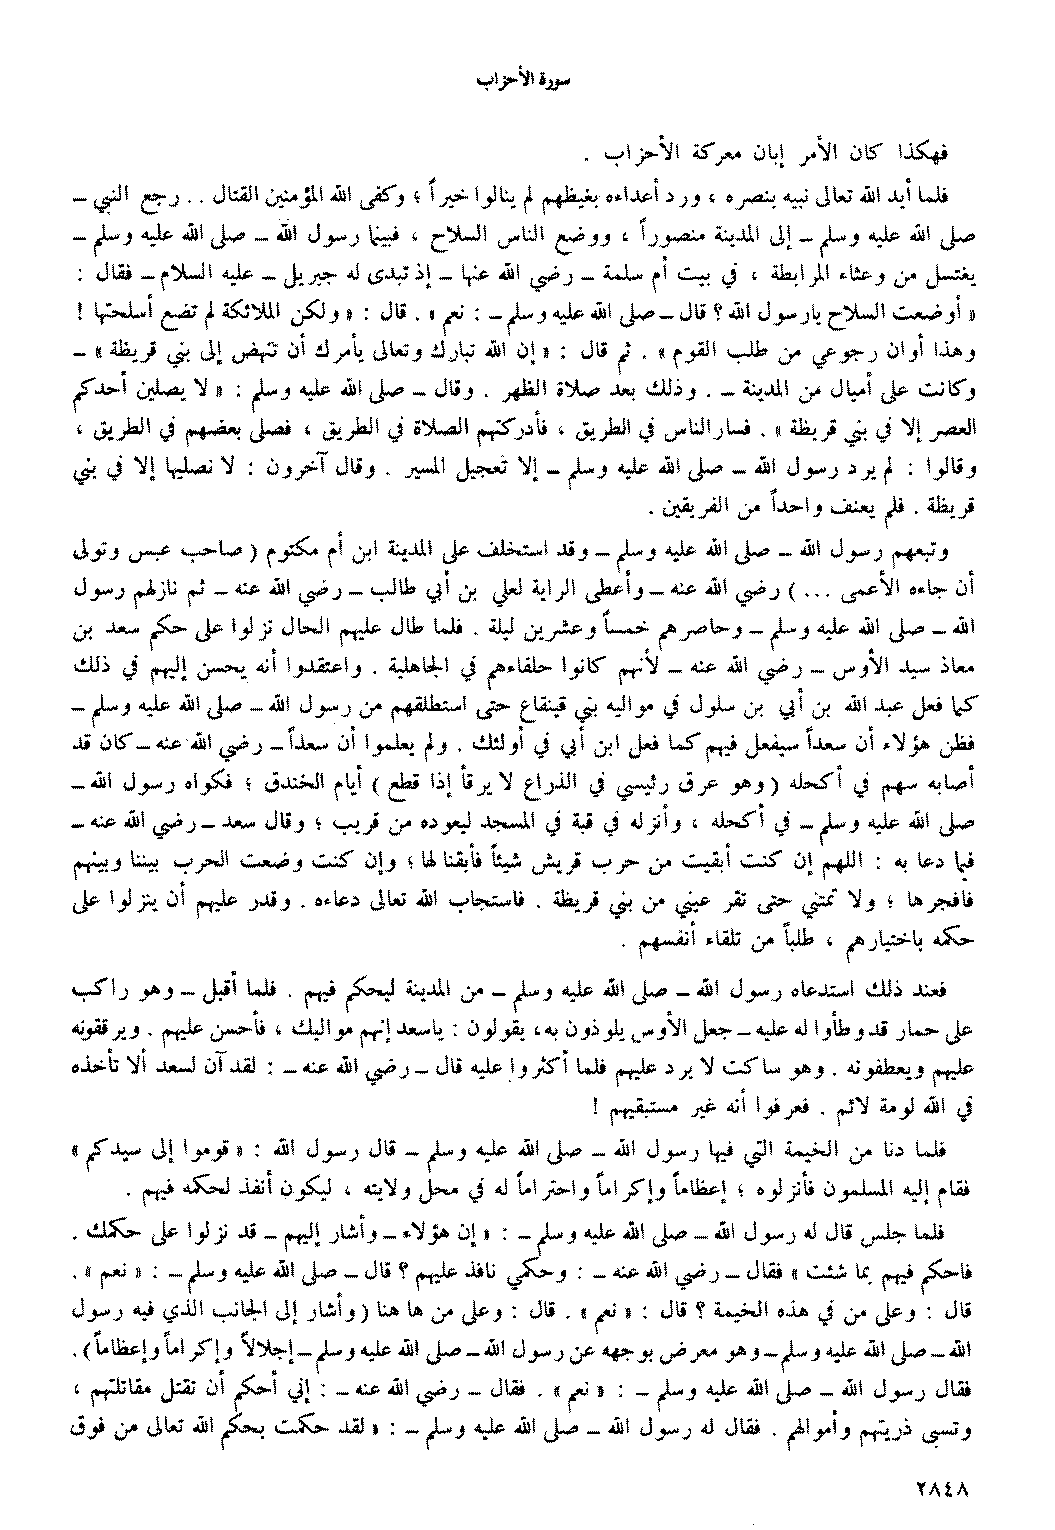 سورة الأحزاب
فهكذا كان الأمر إبان معركة الأحزاب .
فلما أيد الله تعالى نبيه بنصره ، ورد أعداءه بغيظهم لم ينالوا خيراً ؛ وكفى الله المؤمنين القتال .. رجع النبي –
صلى الله عليه وسلم – إلى المدينة منصوراً ، ووضع الناس السلاح ، فبينما رسول الله – صلى الله عليه وسلم –
يغتسل من وعثاء المرابطة ، في بيت أم سلمة – رضي الله عنها – إذ تبدى له جبريل – عليه السلام – فقال :
« أوضعت السلاح يارسول الله ؟ قال – صلى الله عليه وسلم – : نعم » . قال : « ولكن الملائكة لم تضع أسلحتها !
وهذا أوان رجوعي من طلب القوم » . ثم قال : « إن الله تبارك وتعالى يأمرك أن تنهض إلى بني قريظة » –
وكانت على أميال من المدينة – . وذلك بعد صلاة الظهر . وقال – صلى الله عليه وسلم : « لا يصلين أحدكم
العصر إلا في بني قريظة » . فسار الناس في الطريق ، فأدركتهم الصلاة في الطريق ، فصلى بعضهم في الطريق ،
وقالوا : لم يرد رسول الله – صلى الله عليه وسلم – إلا تعجيل المسير . وقال آخرون : لا نصليها إلا في بني
قريظة . فلم يعنف واحداً من الفريقين .
وتبعهم رسول الله – صلى الله عليه وسلم – وقد استخلف على المدينة ابن أم مكتوم ( صاحب عبس وتولى
أن جاءه الأعمى ... ) رضي الله عنه – وأعطى الراية لعلي بن أبي طالب – رضي الله عنه – ثم نازلهم رسول
الله – صلى الله عليه وسلم – وحاصرهم خمساً وعشرين ليلة . فلما طال عليهم الحال نزلوا على حكم سعد بن
معاذ سيد الأوس – رضي الله عنه – لأنهم كانوا حلفاءهم في الجاهلية . واعتقدوا أنه يحسن إليهم في ذلك
كما فعل عبد الله بن أبي بن سلول في مواليه بني قينقاع حتى استطلقهم من رسول الله – صلى الله عليه وسلم –
فظن هؤلاء أن سعداً سيفعل فيهم كما فعل ابن أبي في أولئك . ولم يعلموا أن سعداً – رضي الله عنه – كان قد
أصابه سهم في أكحله ( وهو عرق رئيسي في الذراع لا يرقأ إذا قطع ) أيام الخندق ؛ فكواه رسول الله –
صلى الله عليه وسلم – في أكحله ، وأنزله في قبة في المسجد ليعوده من قريب ؛ وقال سعد – رضي الله عنه –
فيما دعا به : اللهم إن كنت أبقيت من حرب قريش شيئاً فأبقنا لها ؛ وإن كنت وضعت الحرب بيننا وبينهم
فافجرها ؛ ولا تمتني حتى تقر عيني من بني قريظة . فاستجاب الله تعالى دعاءه . وقدر عليهم أن ينزلوا على
حكمه باختيارهم ، طلباً من تلقاء أنفسهم .
فعند ذلك استدعاه رسول الله – صلى الله عليه وسلم – من المدينة ليحكم فيهم . فلما أقبل – وهو راكب
على حمار قد وطأوا له عليه – جعل الأوس يلوذون به ، يقولون : ياسعد إنهم مواليك ، فأحسن عليهم . ويرققونه
عليهم ويعطفونه . وهو ساكت لا يرد عليهم فلما أكثروا عليه قال – رضي الله عنه – : لقد آن لسعد ألا تأخذه
في الله لومة لائم . فعرفوا أنه غير مستبقيهم !
فلما دنا من الخيمة التي فيها رسول الله – صلى الله عليه وسلم – قال رسول الله : « قوموا إلى سيدكم »
فقام إليه المسلمون فأنزلوه ؛ إعظاماً وإكراماً واحتراماً له في محل ولايته ، ليكون أنفذ لحكمه فيهم .
فلما جلس قال له رسول الله – صلى الله عليه وسلم – : « إن هؤلاء – وأشار إليهم – قد نزلوا على حكمك .
فاحكم فيهم بما شئت » فقال – رضي الله عنه – : وحكمي نافذ عليهم ؟ قال – صلى الله عليه وسلم – : « نعم » .
قال : وعلى من في هذه الخيمة ؟ قال : « نعم » . قال : وعلى من ها هنا ( وأشار إلى الجانب الذي فيه رسول
الله – صلى الله عليه وسلم – وهو معرض بوجهه عن رسول الله – صلى الله عليه وسلم – إجلالاً وإكراماً وإعظاماً ) .
فقال رسول الله – صلى الله عليه وسلم – : « نعم » . فقال – رضي الله عنه – : إني أحكم أن تقتل مقاتلتهم ،
وتسبى ذريتهم وأموالهم . فقال له رسول الله – صلى الله عليه وسلم – : « لقد حكمت بحكم الله تعالى من فوق
٢٨٤٨